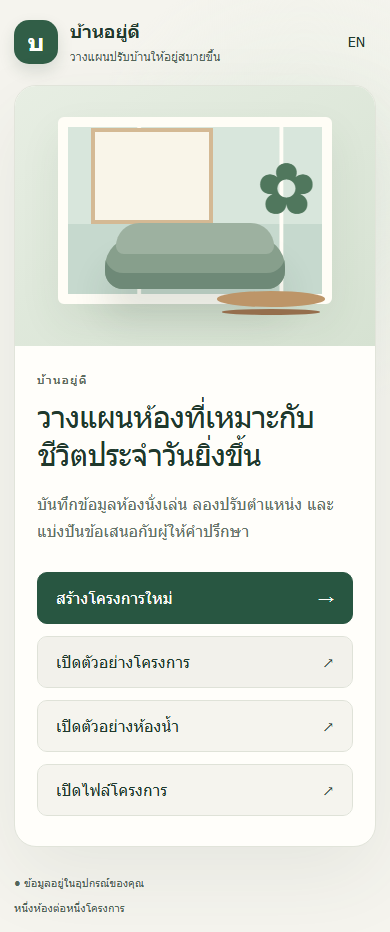 บ
บ้านอยู่ดี
วางแผนปรับบ้านให้อยู่สบายขึ้น
EN
บ้านอยู่ดี
วางแผนห้องที่เหมาะกับ
ชีวิตประจำวันยิ่งขึ้น
บันทึกข้อมูลห้องนั่งเล่น ลองปรับตำแหน่ง และ
แบ่งปันข้อเสนอกับผู้ให้คำปรึกษา
สร้างโครงการใหม่ →
เปิดตัวอย่างโครงการ ↗
เปิดตัวอย่างห้องน้ำ ↗
เปิดไฟล์โครงการ ↗
● ข้อมูลอยู่ในอุปกรณ์ของคุณ
หนึ่งห้องต่อหนึ่งโครงการ